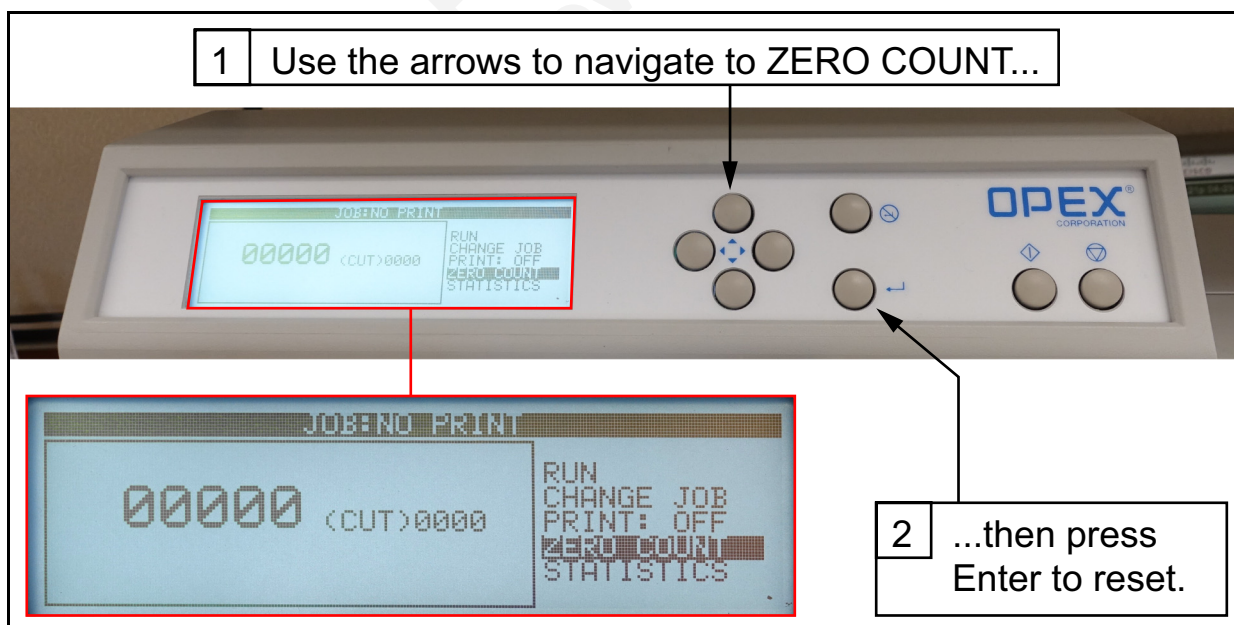 1 Use the arrows to navigate to ZERO COUNT...
JOB:NO PRINT
00000 (CUT)0000
RUN
CHANGE JOB
PRINT: OFF
ZERO COUNT
STATISTICS
OPEX®
CORPORATION
CISCO
JOB:NO PRINT
00000 (CUT)0000
RUN
CHANGE JOB
PRINT: OFF
ZERO COUNT
STATISTICS
2 ...then press
Enter to reset.